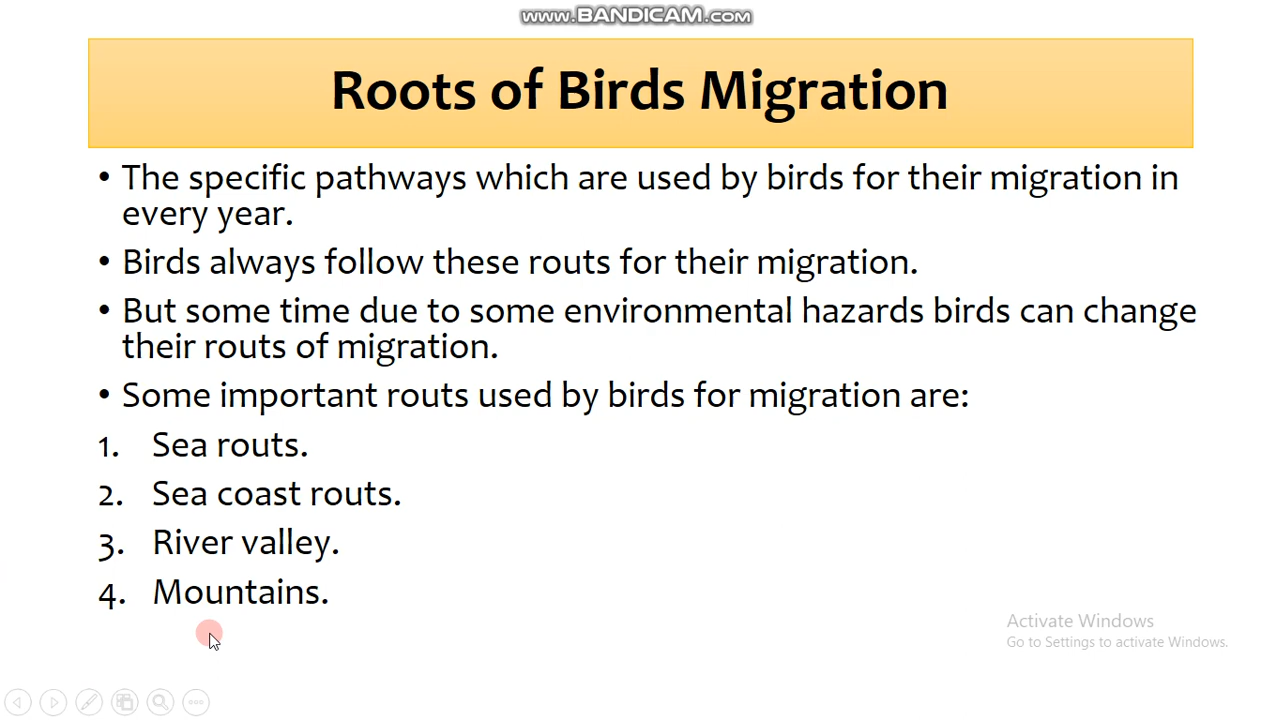 www.BANDICAM.com
Roots of Birds Migration
• The specific pathways which are used by birds for their migration in
every year.
• Birds always follow these routs for their migration.
• But some time due to some environmental hazards birds can change
their routs of migration.
• Some important routs used by birds for migration are:
1. Sea routs.
2. Sea coast routs.
3. River valley.
4. Mountains.
Activate Windows
Go to Settings to activate Windows.